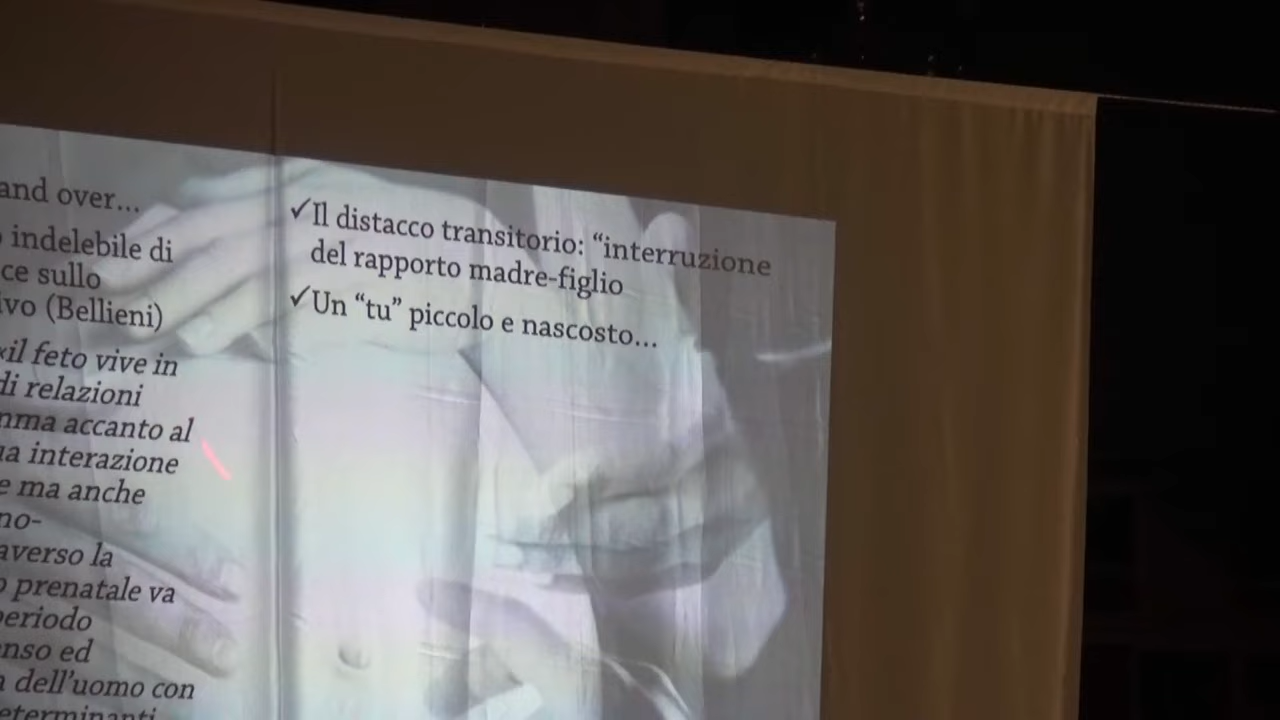 and over...
indelebile di
ce sullo
ivo (Bellieni)
«il feto vive in
di relazioni
mma accanto al
ua interazione
e ma anche
no-
averso la
o prenatale va
periodo
nso ed
a dell'uomo con
eterminanti
✓Il distacco transitorio: “interruzione
del rapporto madre-figlio
✓Un “tu” piccolo e nascosto...